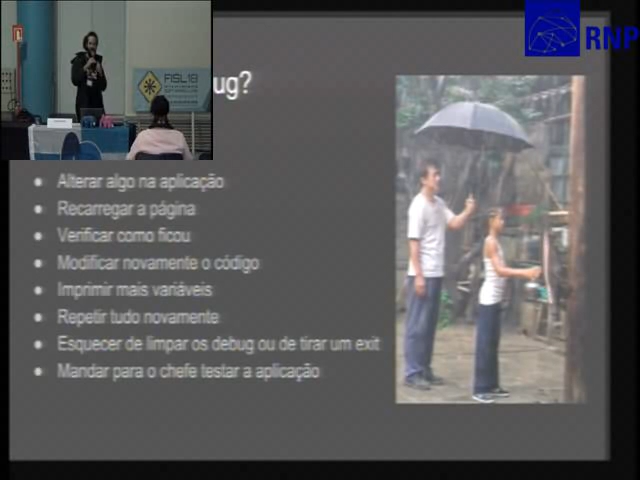 RNP
FISL18
ug?
Alterar algo na aplicação
Recarregar a página
Verificar como ficou
Modificar novamente o código
Imprimir mais variáveis
Repetir tudo novamente
Esquecer de limpar os debug ou de tirar um exit
Mandar para o chefe testar a aplicação